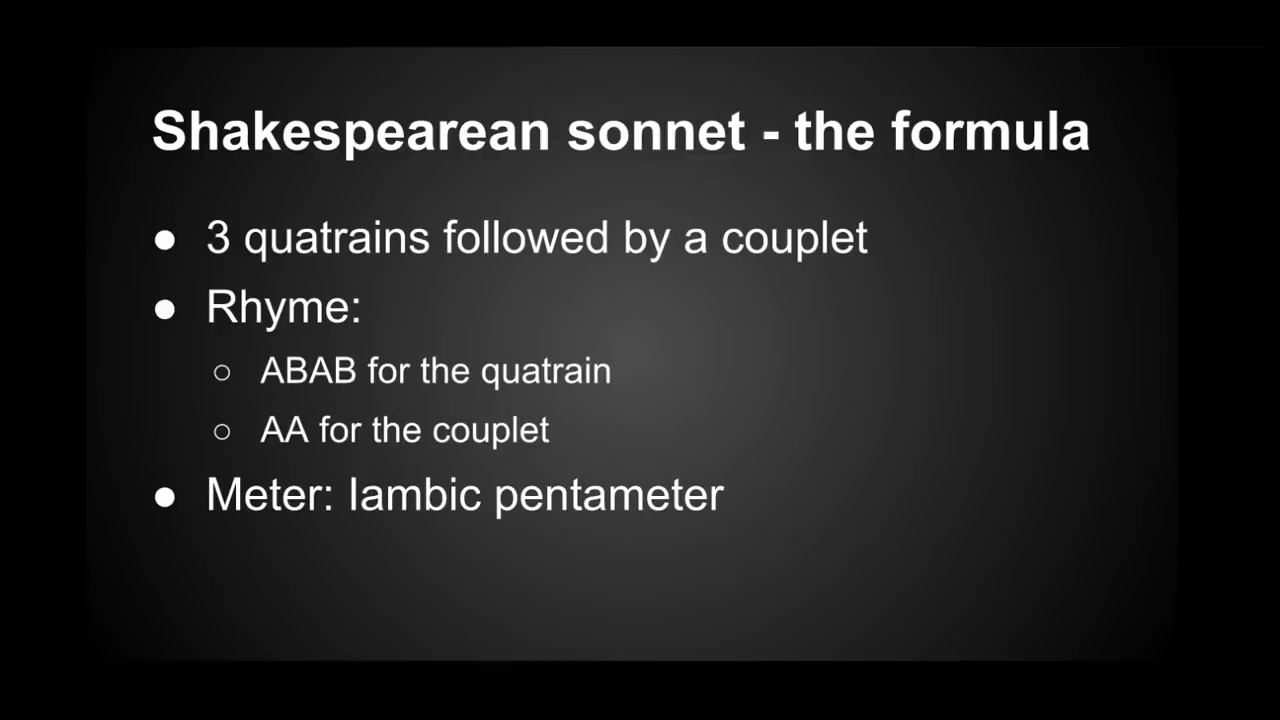 Shakespearean sonnet - the formula
● 3 quatrains followed by a couplet
● Rhyme:
○ ABAB for the quatrain
○ AA for the couplet
● Meter: Iambic pentameter